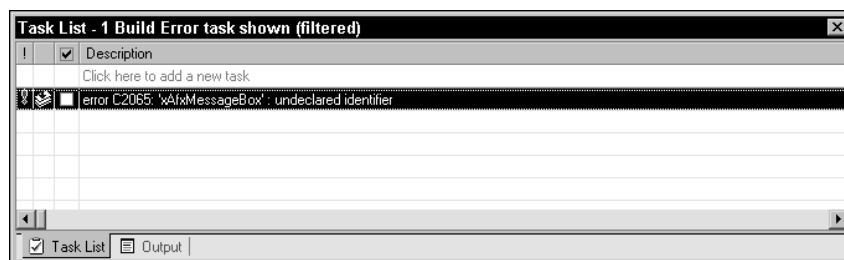 Task List - 1 Build Error task shown (filtered)
! Description
Click here to add a new task
error C2065: 'xAfxMessageBox' : undeclared identifier
Task List Output